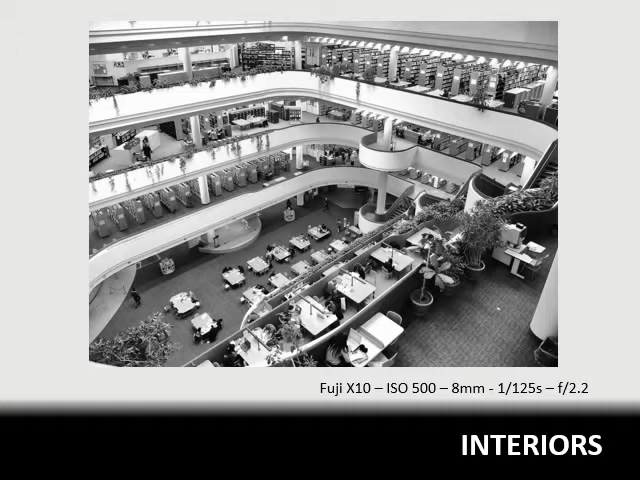 Fuji X10 – ISO 500 – 8mm - 1/125s – f/2.2
INTERIORS